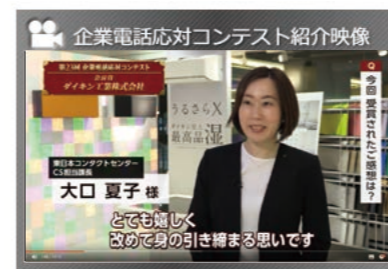 企業電話応対コンテスト紹介映像
企業電話応対コンテスト
ダイキン工業株式会社
うるさらX
最高品湿
Q
今回受賞されたご感想は?
東日本コンタクトセンター
CS担当課長
大口 夏子 様
とても嬉しく
改めて身の引き締まる思いです